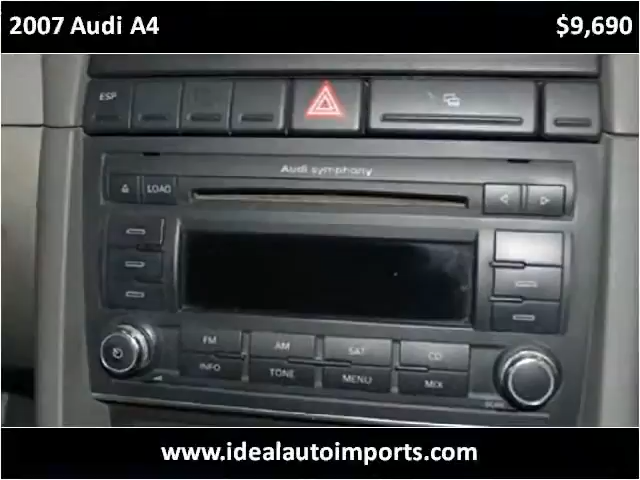 2007 Audi A4 $9,690
ESP
Audi symphony
LOAD
FM AM SAT CD
INFO TONE MENU MIX
SCAN
www.idealautoimports.com